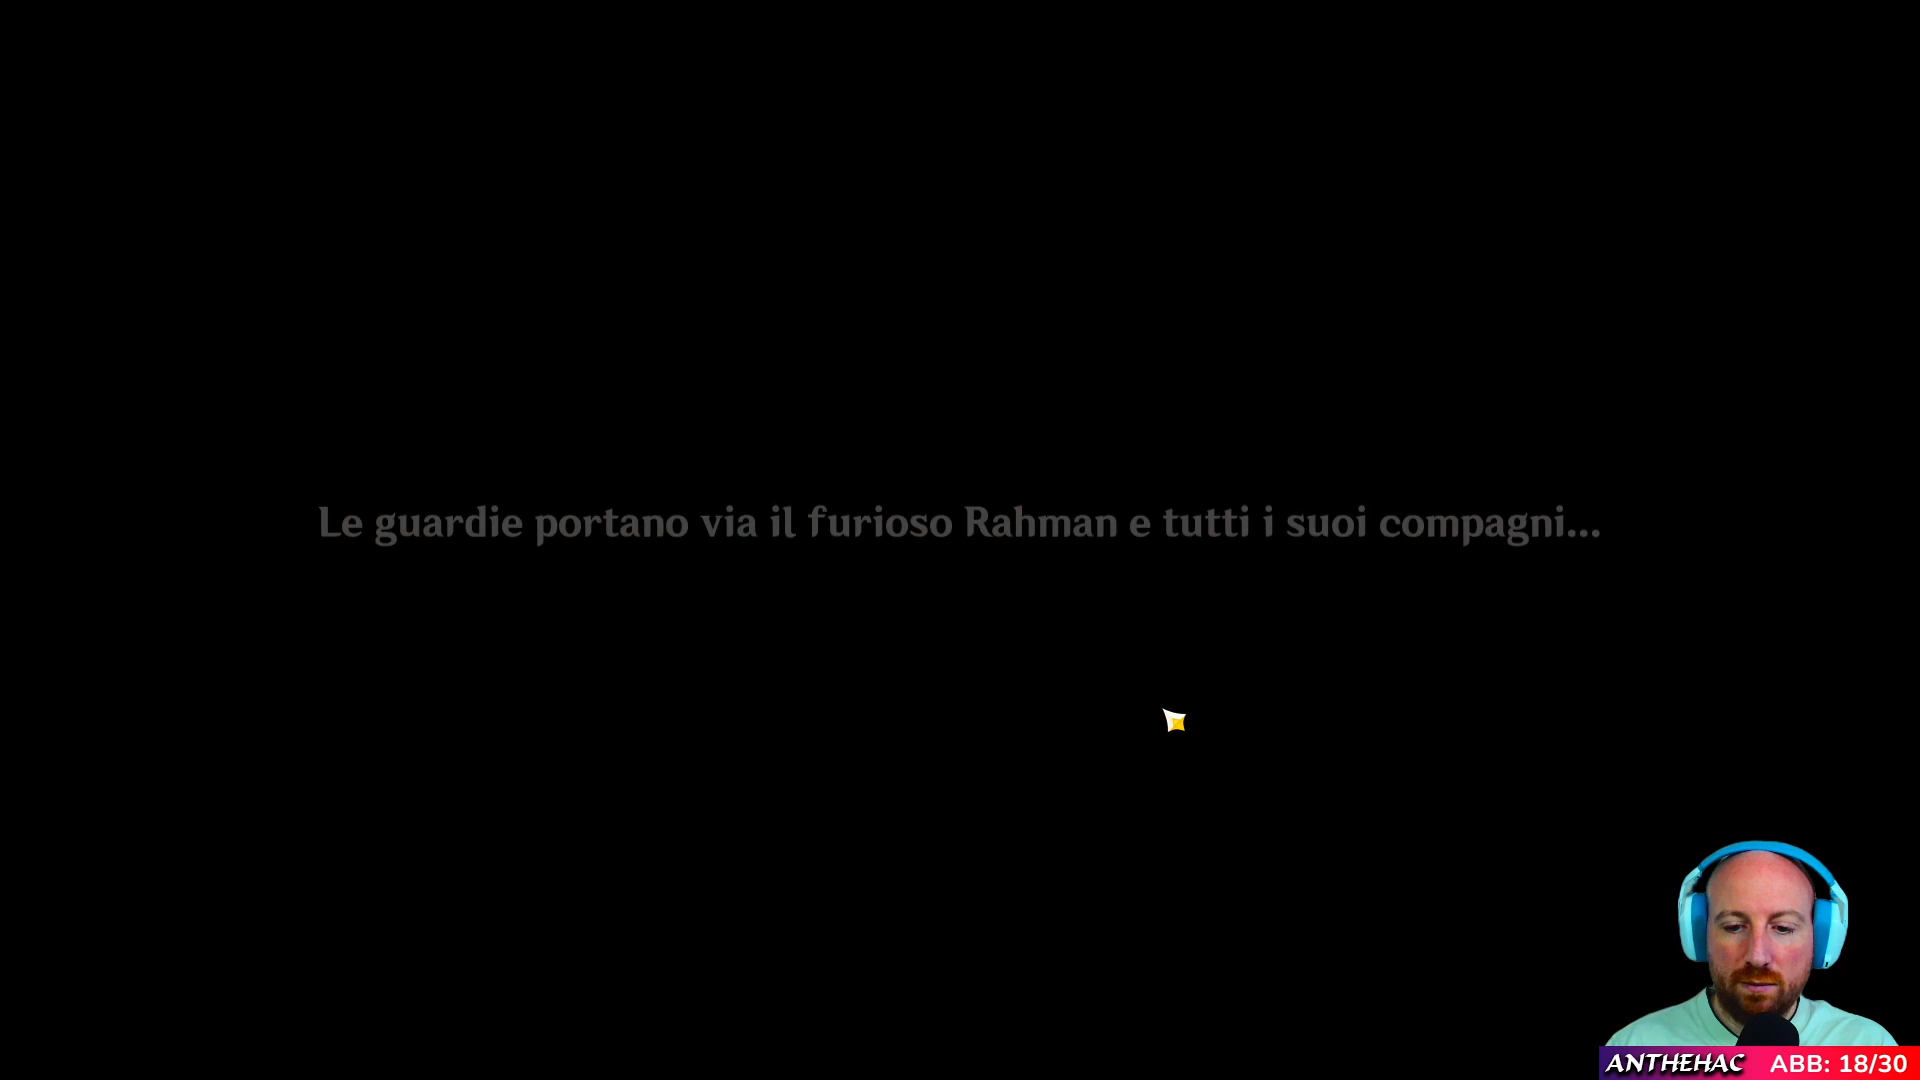 Le guardie portano via il furioso Rahman e tutti i suoi compagni...
ANTHEHAC ABB: 18/30